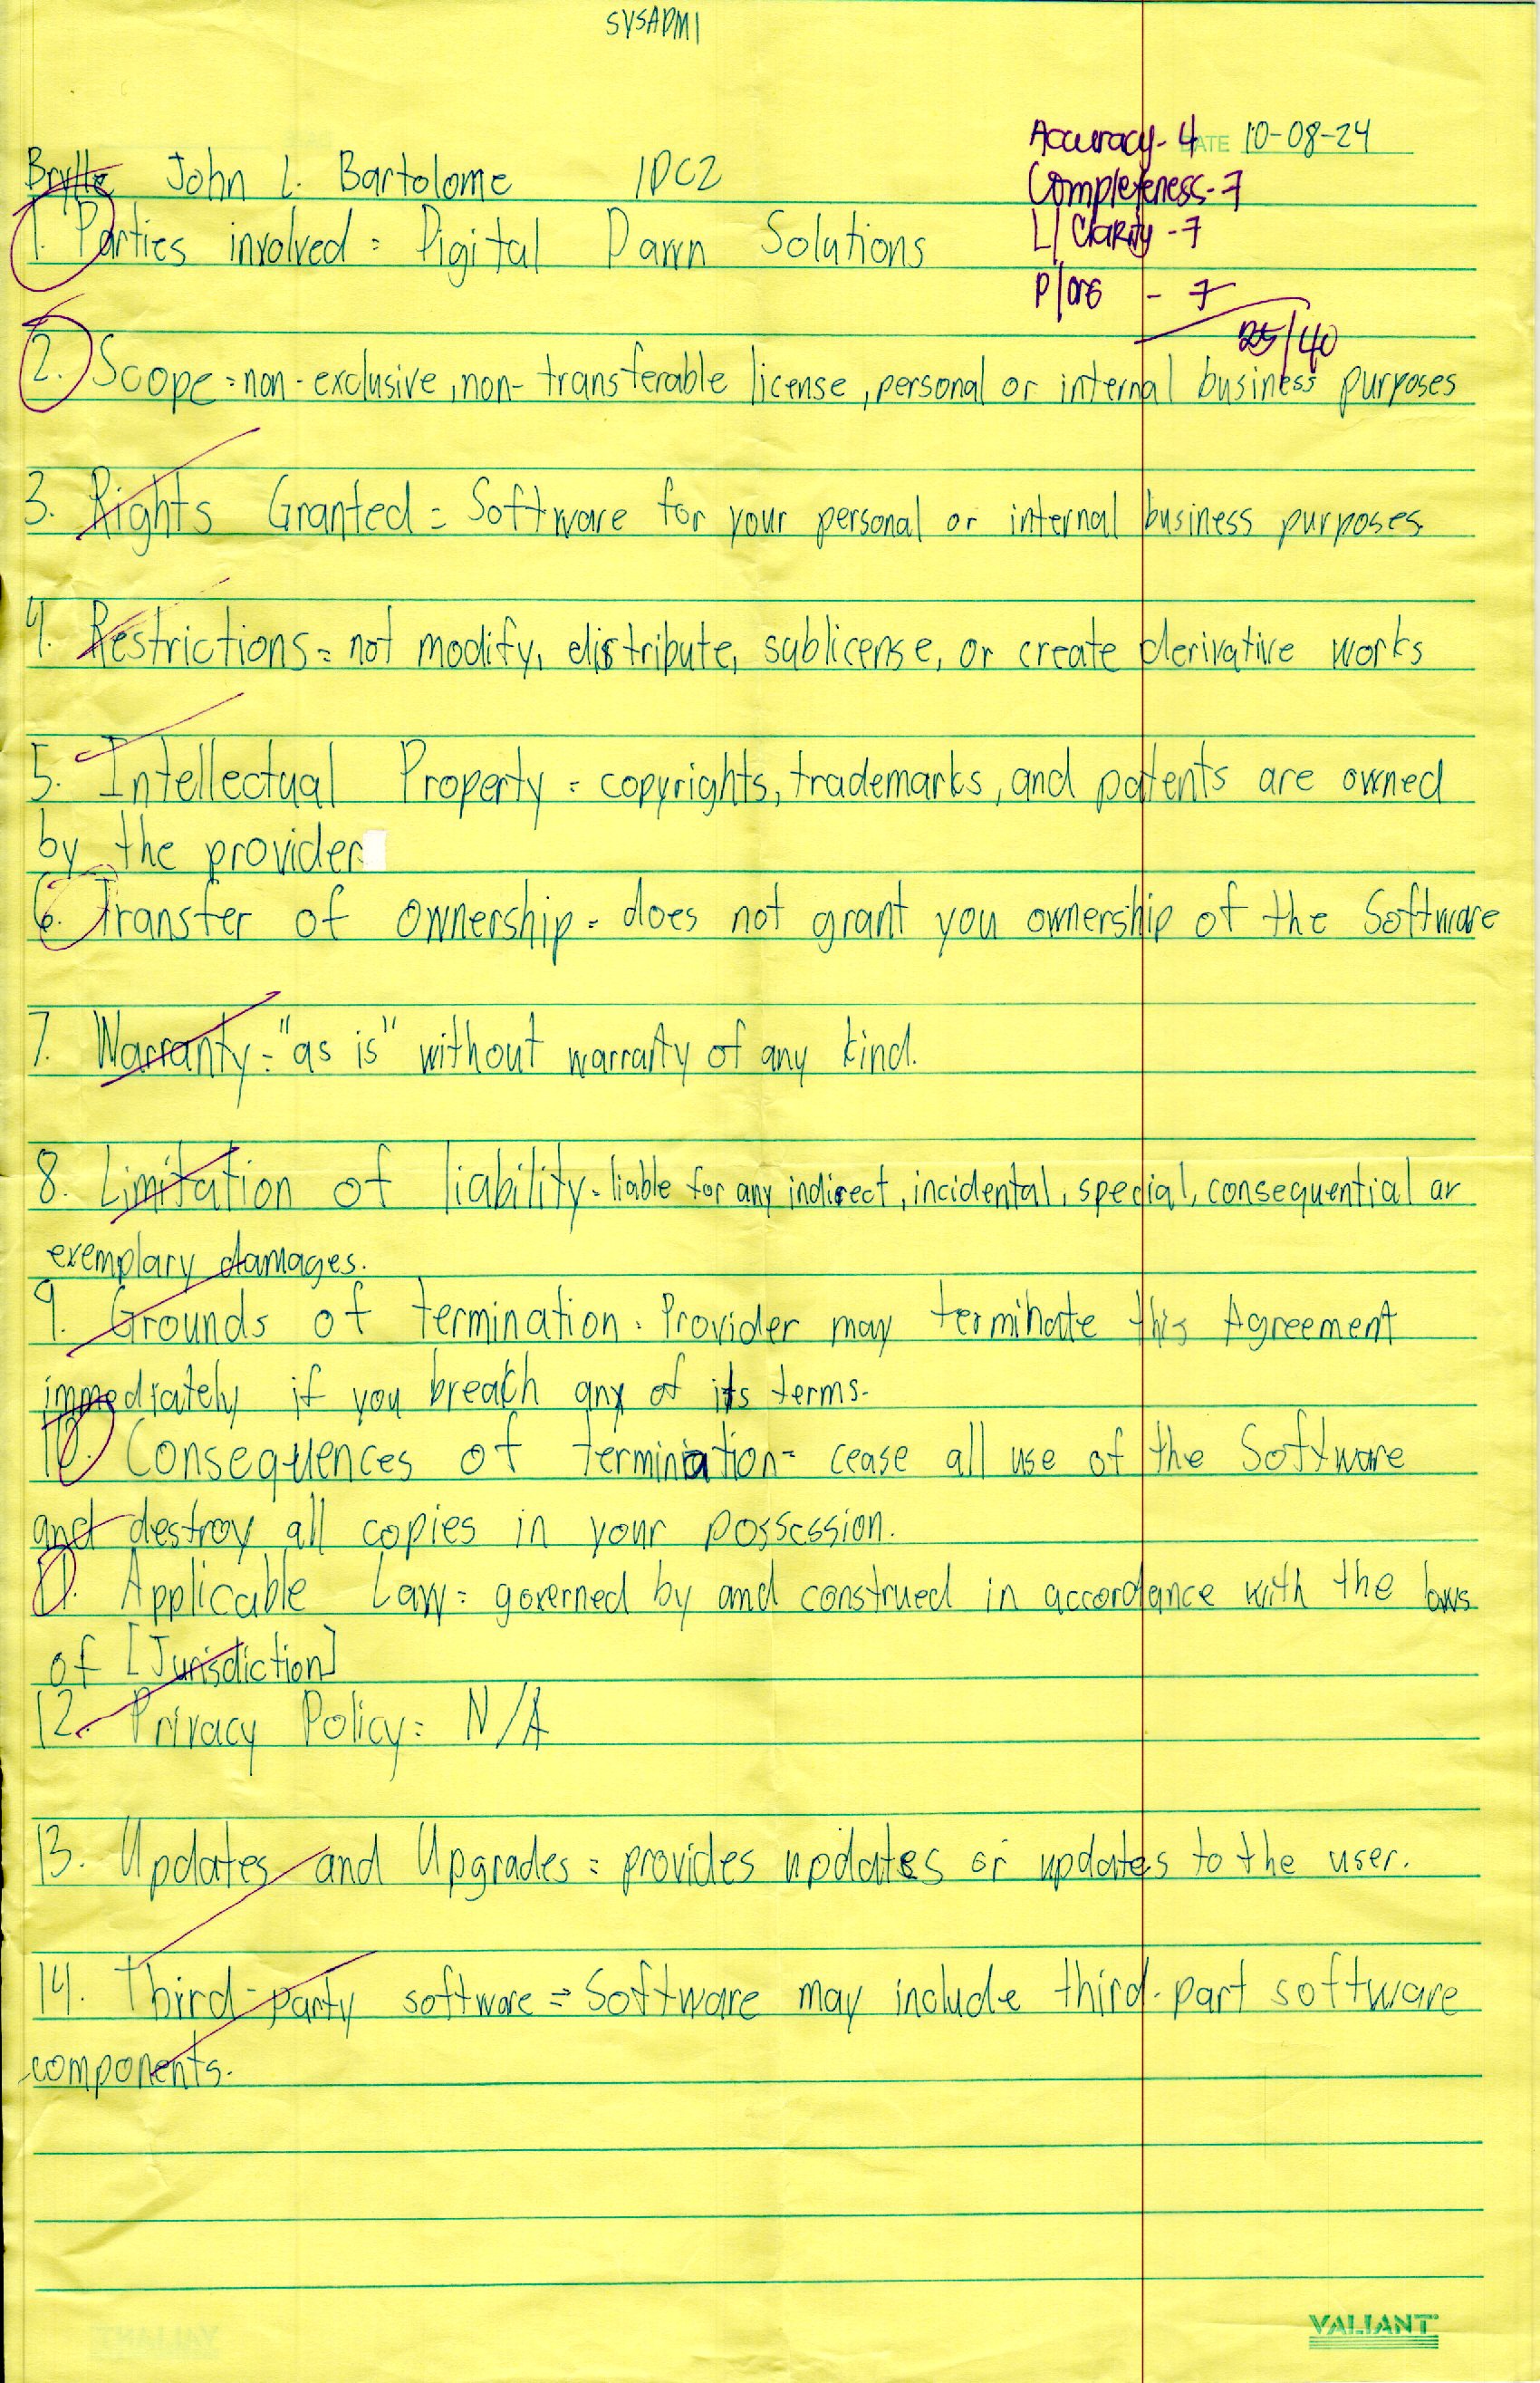 SYSADM1
Accuracy - 4 DATE 10-08-24
Brylle John L. Bartolome 1DC2
Completeness - 7
1. Parties involved = Digital Dawn Solutions
L/Clarity - 7
P/org - 7
25/40
2. Scope = non-exclusive, non-transferable license, personal or internal business purposes
3. Rights Granted = Software for your personal or internal business purposes.
4. Restrictions = not modify, distribute, sublicense, or create derivative works
5. Intellectual Property = copyrights, trademarks, and patents are owned
by the provider
6. Transfer of ownership = does not grant you ownership of the Software
7. Warranty = "as is" without warranty of any kind.
8. Limitation of liability = liable for any indirect, incidental, special, consequential or
exemplary damages.
9. Grounds of termination = Provider may terminate this Agreement
immediately if you breach any of its terms.
10. Consequences of termination = cease all use of the Software
and destroy all copies in your possession.
11. Applicable Law = governed by and construed in accordance with the laws
of [Jurisdiction]
12. Privacy Policy = N/A
13. Updates and Upgrades = provides updates or updates to the user.
14. Third-party software = Software may include third-part software
components.
VALIANT